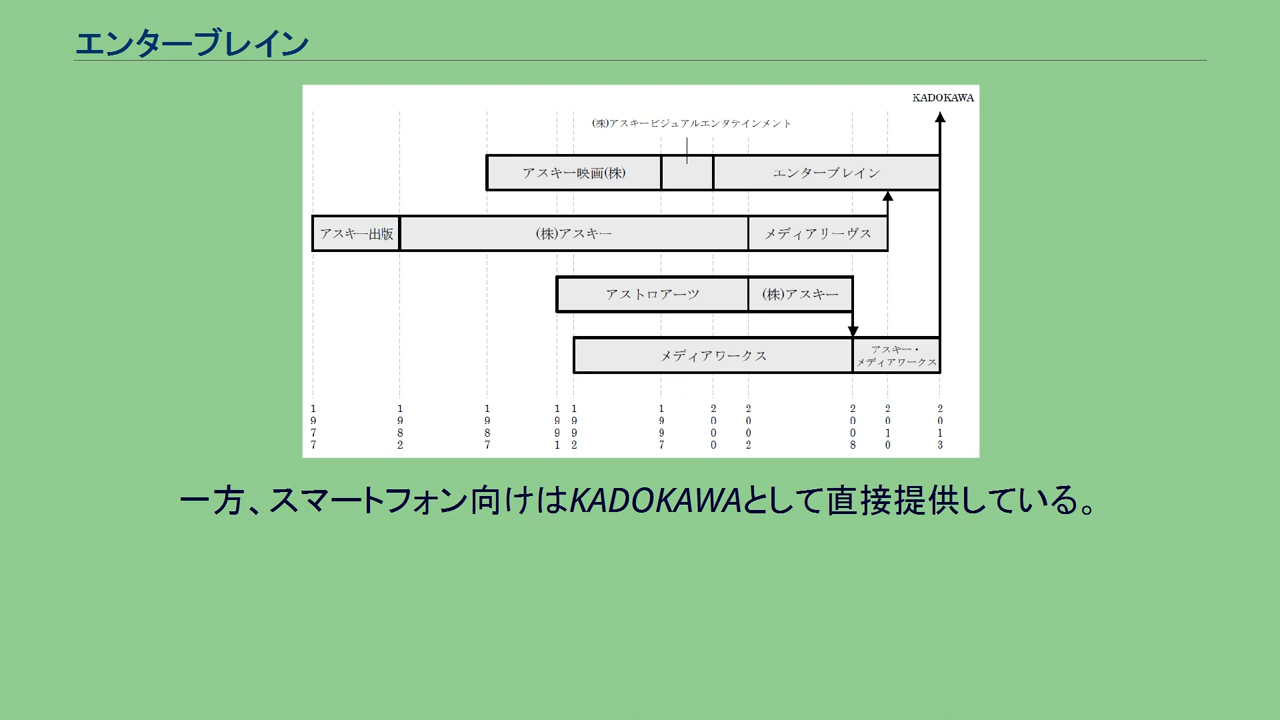 エンターブレイン
KADOKAWA
(株)アスキービジュアルエンタテインメント
アスキー映画(株)
エンターブレイン
アスキー出版
(株)アスキー
メディアリーヴス
アストロアーツ
(株)アスキー
メディアワークス
アスキー・
メディアワークス
1977
1982
1987
1991
1992
1997
2000
2002
2008
2010
2013
一方、スマートフォン向けはKADOKAWAとして直接提供している。